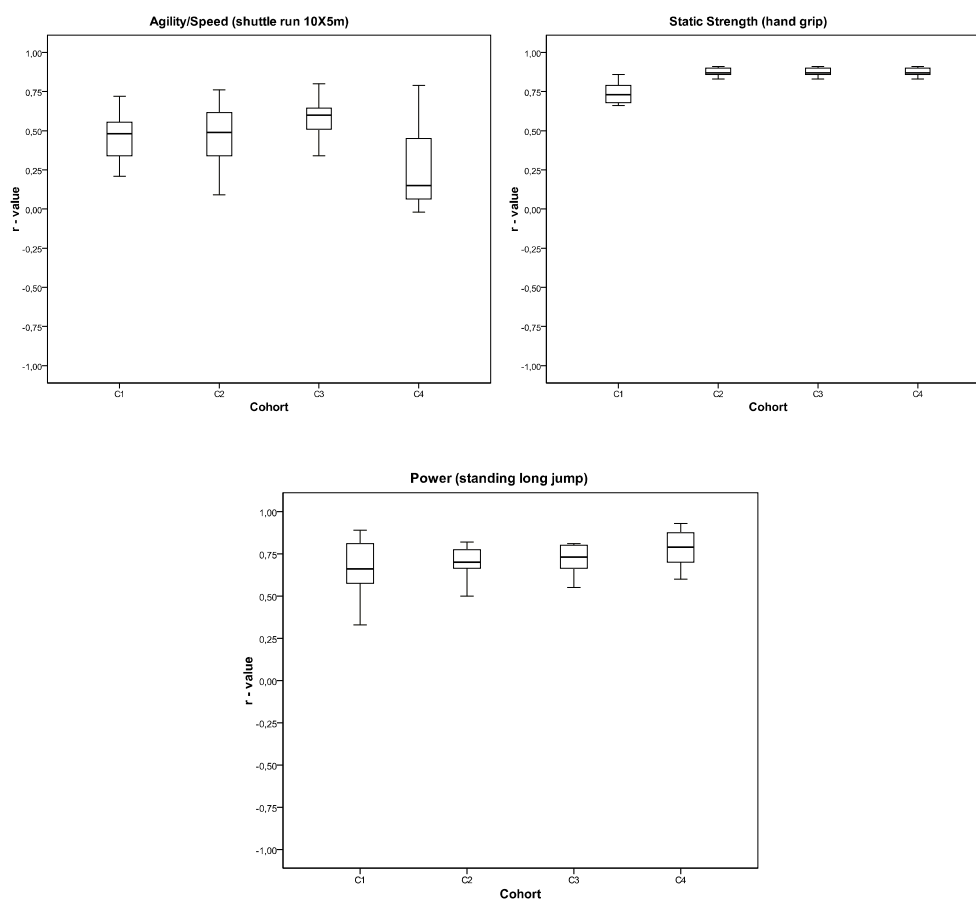 Agility/Speed (shuttle run 10X5m)
1,00
0,75
0,50
0,25
0,00
-0,25
-0,50
-0,75
-1,00
r - value
C1 C2 C3 C4
Cohort
Static Strength (hand grip)
1,00
0,75
0,50
0,25
0,00
-0,25
-0,50
-0,75
-1,00
r - value
C1 C2 C3 C4
Cohort
Power (standing long jump)
1,00
0,75
0,50
0,25
0,00
-0,25
-0,50
-0,75
-1,00
r - value
C1 C2 C3 C4
Cohort